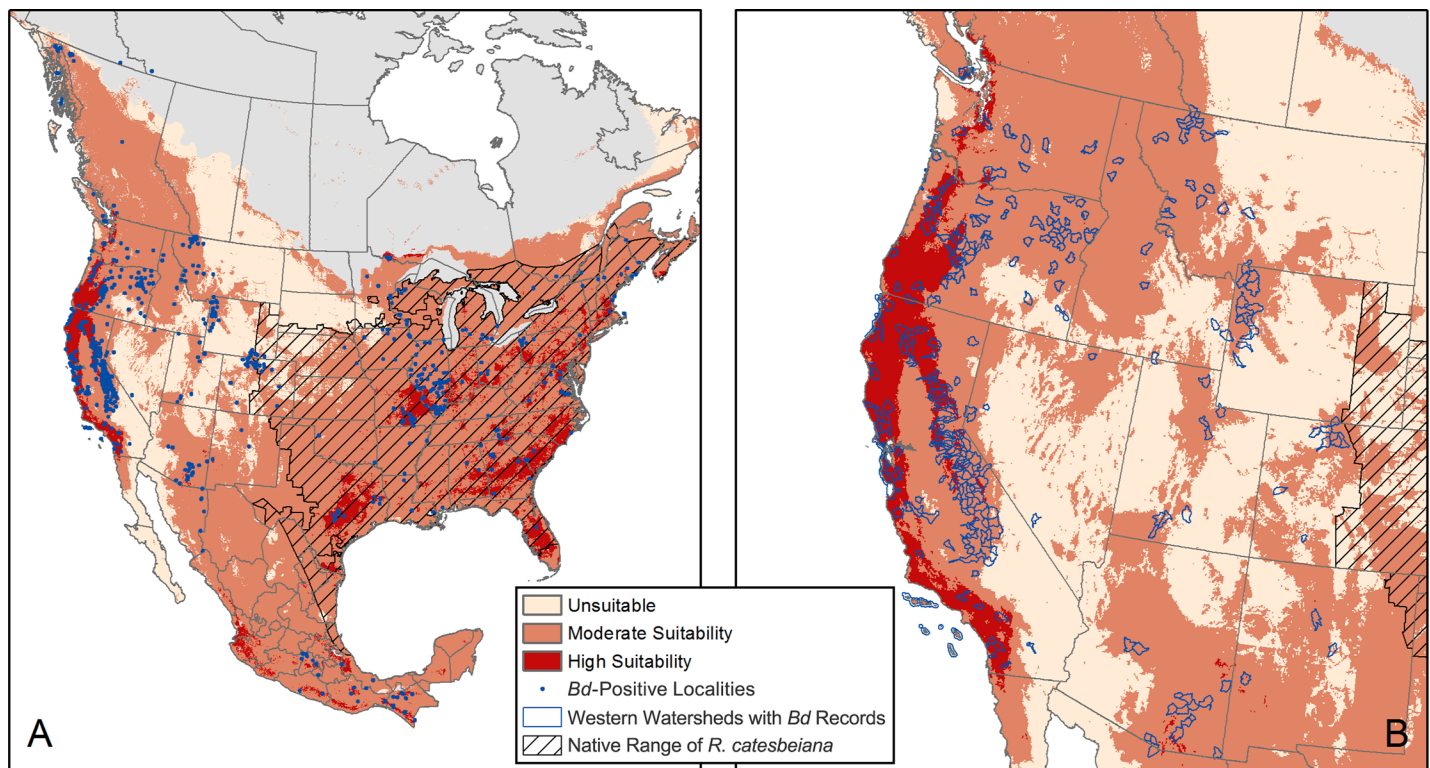 A
Unsuitable
Moderate Suitability
High Suitability
Bd-Positive Localities
Western Watersheds with Bd Records
Native Range of R. catesbeiana
B